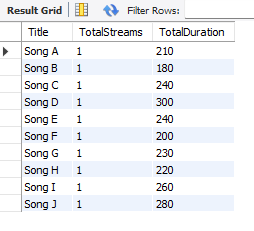 Result Grid Filter Rows:
Title TotalStreams TotalDuration
Song A 1 210
Song B 1 180
Song C 1 240
Song D 1 300
Song E 1 240
Song F 1 200
Song G 1 230
Song H 1 220
Song I 1 260
Song J 1 280